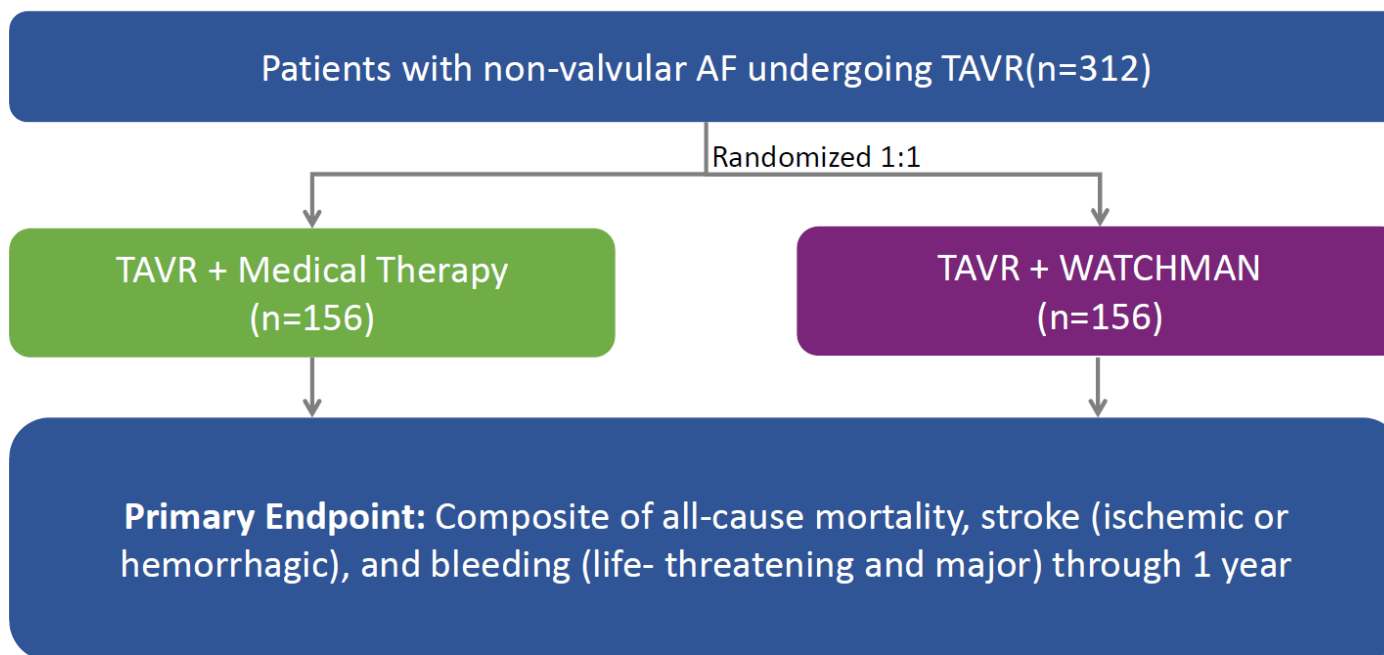 Patients with non-valvular AF undergoing TAVR(n=312)
Randomized 1:1
TAVR + Medical Therapy
(n=156)
TAVR + WATCHMAN
(n=156)
Primary Endpoint: Composite of all-cause mortality, stroke (ischemic or
hemorrhagic), and bleeding (life- threatening and major) through 1 year